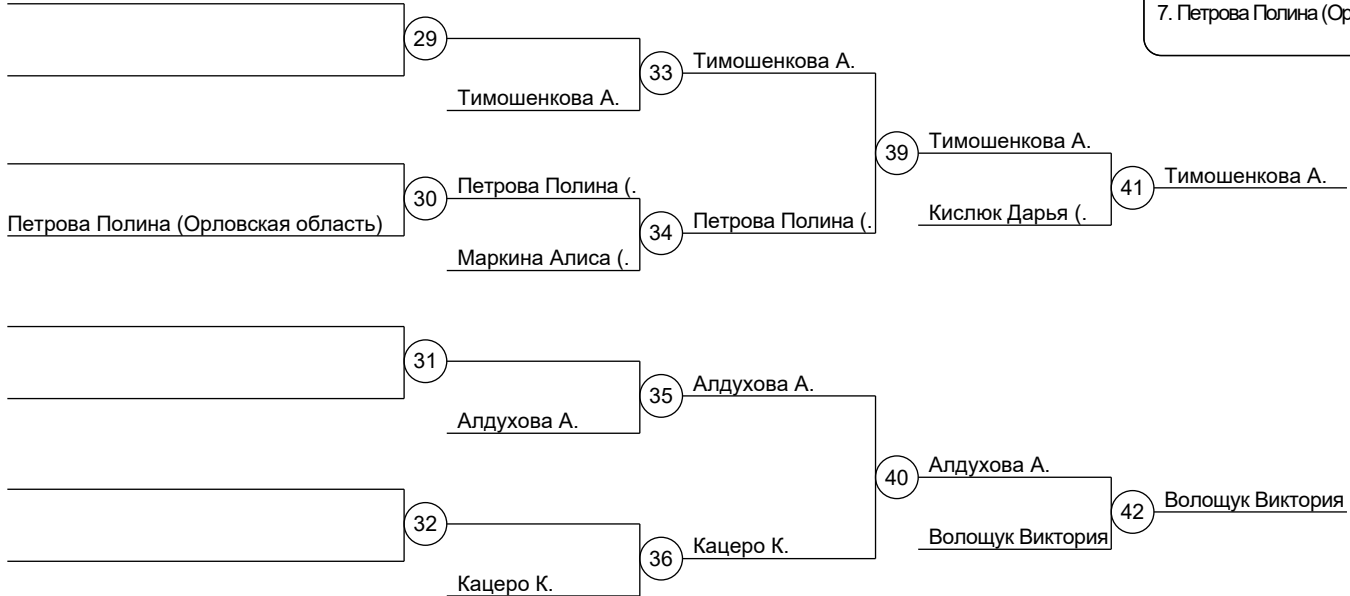 7. Петрова Полина (Ор
29
33
Тимошенкова А.
Тимошенкова А.
39
Тимошенкова А.
41
Тимошенкова А.
30
Петрова Полина (.
Петрова Полина (Орловская область)
34
Петрова Полина (.
Кислюк Дарья (.
Маркина Алиса (.
31
35
Алдухова А.
Алдухова А.
40
Алдухова А.
42
Волощук Виктория
32
Волощук Виктория
36
Кацеро К.
Кацеро К.